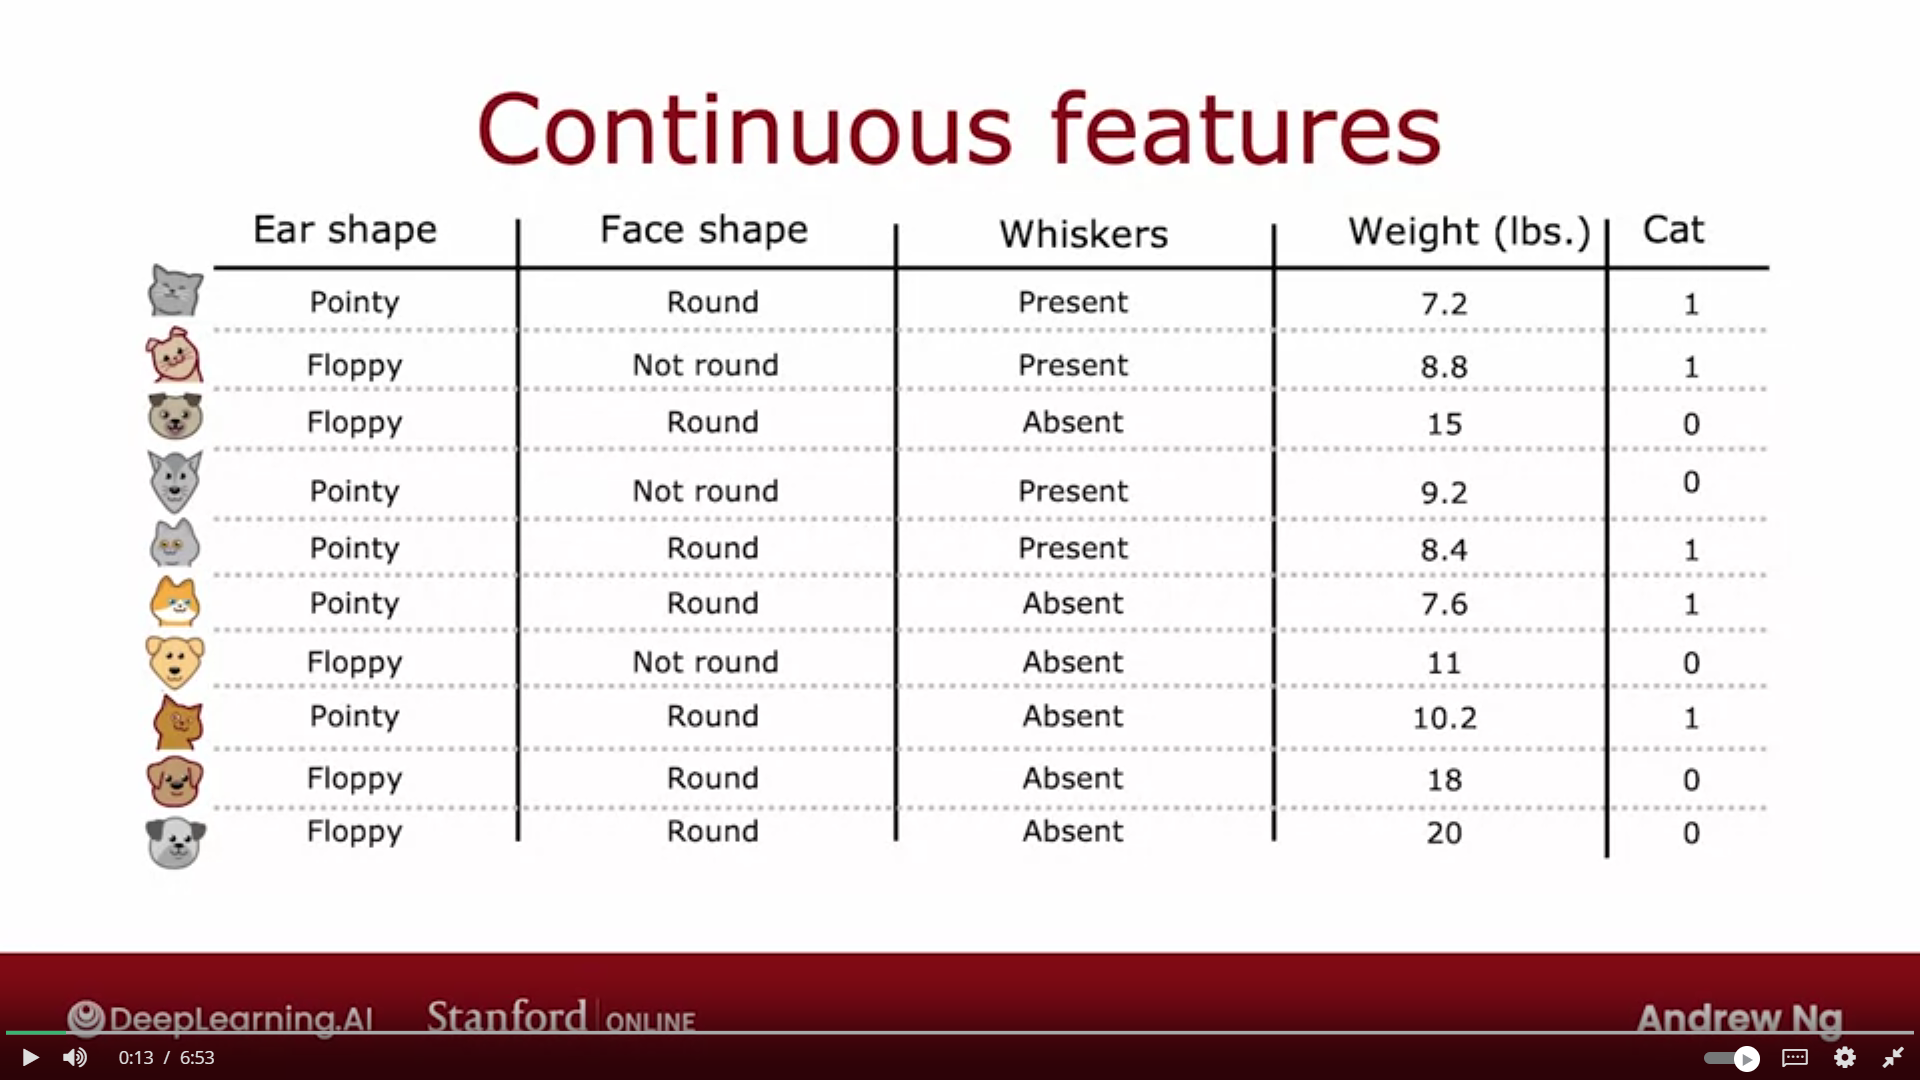 Continuous features
Ear shape Face shape Whiskers Weight (lbs.) Cat
Pointy Round Present 7.2 1
Floppy Not round Present 8.8 1
Floppy Round Absent 15 0
Pointy Not round Present 9.2 0
Pointy Round Present 8.4 1
Pointy Round Absent 7.6 1
Floppy Not round Absent 11 0
Pointy Round Absent 10.2 1
Floppy Round Absent 18 0
Floppy Round Absent 20 0
DeepLearning.AI Stanford ONLINE Andrew Ng
0:13 / 6:53